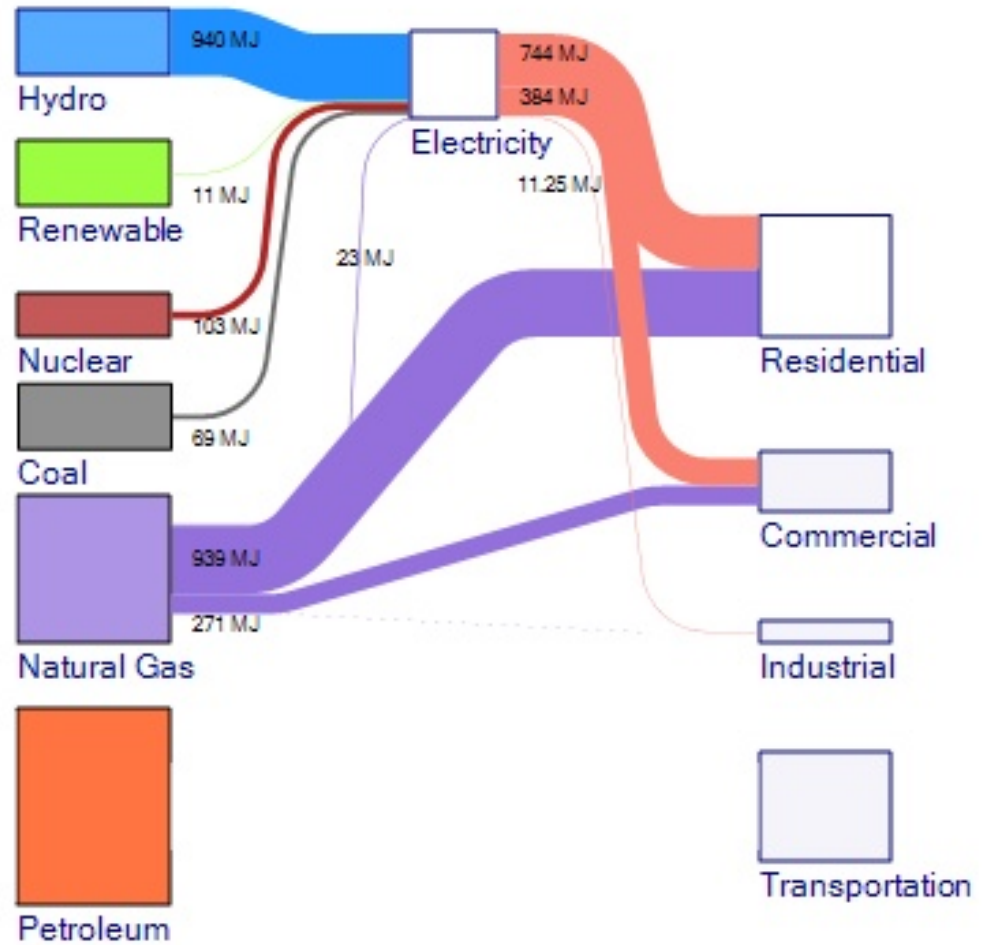 940 MJ
744 MJ
Hydro
384 MJ
Electricity
11 MJ
11.25 MJ
Renewable
23 MJ
103 MJ
Nuclear
Residential
69 MJ
Coal
Commercial
939 MJ
271 MJ
Natural Gas
Industrial
Transportation
Petroleum